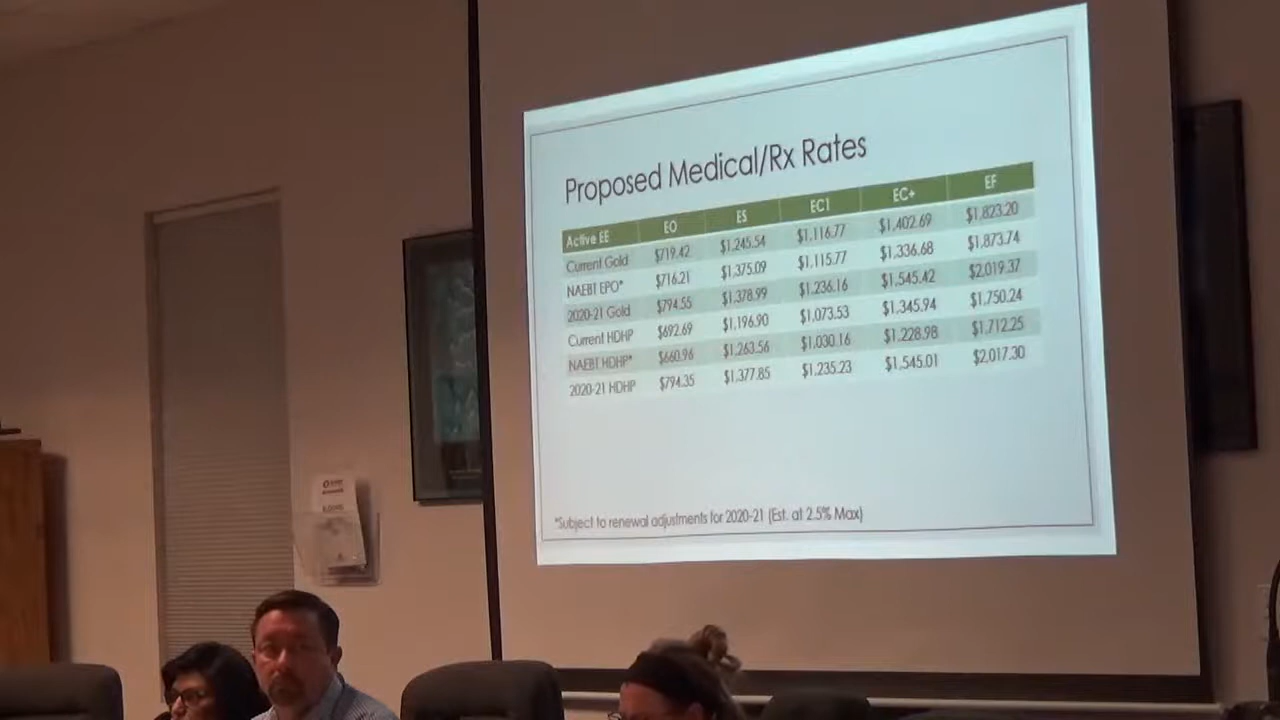 Proposed Medical/Rx Rates
Active EE EO ES EC1 EC+ EF
Current Gold $719.42 $1,245.54 $1,116.77 $1,402.69 $1,823.20
NAEBT EPO* $716.21 $1,375.09 $1,115.77 $1,336.68 $1,873.74
2020-21 Gold $794.55 $1,378.99 $1,236.16 $1,545.42 $2,019.37
Current HDHP $692.69 $1,196.90 $1,073.53 $1,345.94 $1,750.24
NAEBT HDHP* $660.96 $1,263.56 $1,030.16 $1,228.98 $1,712.25
2020-21 HDHP $794.35 $1,377.85 $1,235.23 $1,545.01 $2,017.30
*Subject to renewal adjustments for 2020-21 (Est. at 2.5% Max)